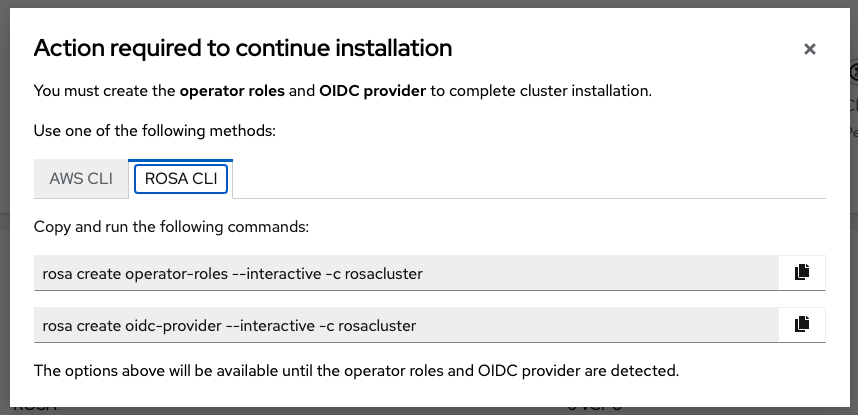 Action required to continue installation
You must create the operator roles and OIDC provider to complete cluster installation.
Use one of the following methods:
AWS CLI
ROSA CLI
Copy and run the following commands:
rosa create operator-roles --interactive -c rosacluster
rosa create oidc-provider --interactive -c rosacluster
The options above will be available until the operator roles and OIDC provider are detected.